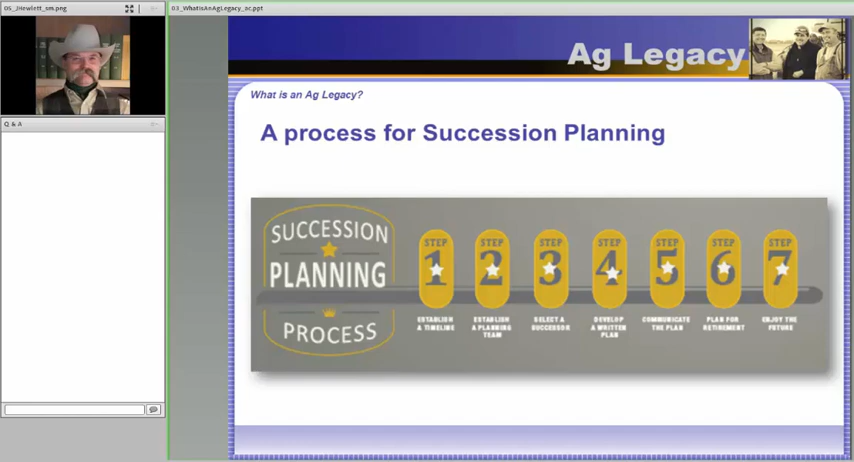 05_JHewlett_sm.png
03_WhatIsAnAgLegacy_oc.ppt
Q & A
Ag Legacy
What is an Ag Legacy?
A process for Succession Planning
SUCCESSION
PLANNING
PROCESS
STEP
1
ESTABLISH
A TIMELINE
STEP
2
ESTABLISH
A PLANNING
TEAM
STEP
3
SELECT A
SUCCESSOR
STEP
4
DEVELOP
A WRITTEN
PLAN
STEP
5
COMMUNICATE
THE PLAN
STEP
6
PLAN FOR
RETIREMENT
STEP
7
ENJOY THE
FUTURE